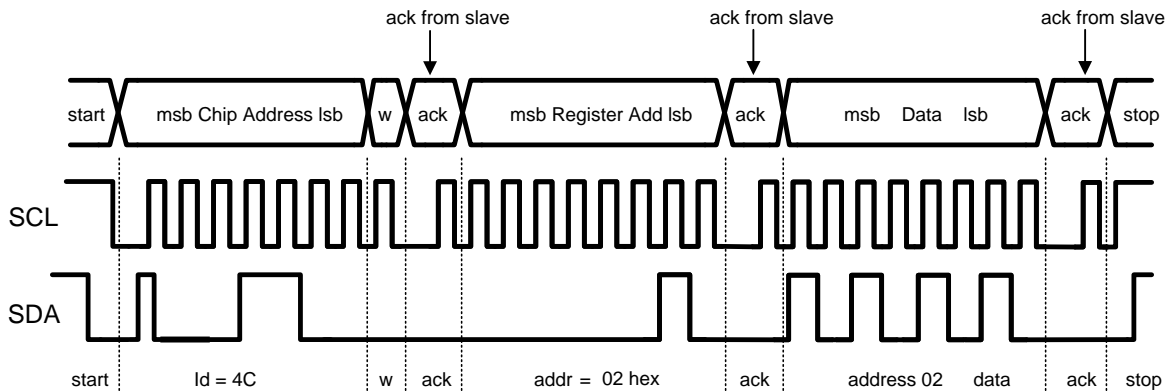 ack from slave ack from slave ack from slave
start msb Chip Address lsb w ack msb Register Add lsb ack msb Data lsb ack stop
SCL
SDA
start Id = 4C w ack addr = 02 hex ack address 02 data ack stop